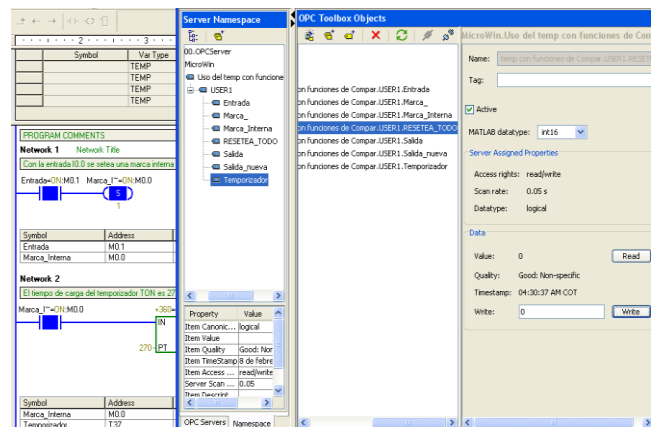 Symbol Var Type
TEMP
TEMP
TEMP
TEMP
PROGRAM COMMENTS
Network 1 Network Title
Con la entrada I0.0 se setea una marca interna
Entrada=ON:M0.1 Marca_I~=ON:M0.0
S
1
Symbol Address
Entrada M0.1
Marca_Interna M0.0
Network 2
El tiempo de carga del temporizador TON es 27
Marca_I~=ON:M0.0 +360=
IN
270 PT
Symbol Address
Marca_Interna M0.0
Temporizador T37
Server Namespace
00.OPCServer
MicroWin
Uso del temp con funcione
USER1
Entrada
Marca_
Marca_Interna
RESETEA_TODO
Salida
Salida_nueva
Temporizador
Property Value
Item Canonic... logical
Item Value
Item Quality Good: Nor
Item TimeStamp 8 de febre
Item Access ... read/write
Server Scan ... 0.05
Item Descript
OPC Servers Namespace
OPC Toolbox Objects
on funciones de Compar.USER1.Entrada
on funciones de Compar.USER1.Marca_
on funciones de Compar.USER1.Marca_Interna
on funciones de Compar.USER1.RESETEA_TODO
on funciones de Compar.USER1.Salida
on funciones de Compar.USER1.Salida_nueva
on funciones de Compar.USER1.Temporizador
MicroWin.Uso del temp con funciones de Com
Name: temp con funciones de Compar.USER1.RESETE
Tag:
Active
MATLAB datatype: int16
Server Assigned Properties
Access rights: read/write
Scan rate: 0.05 s
Datatype: logical
Data
Value: 0 Read
Quality: Good: Non-specific
Timestamp: 04:30:37 AM COT
Write: 0 Write